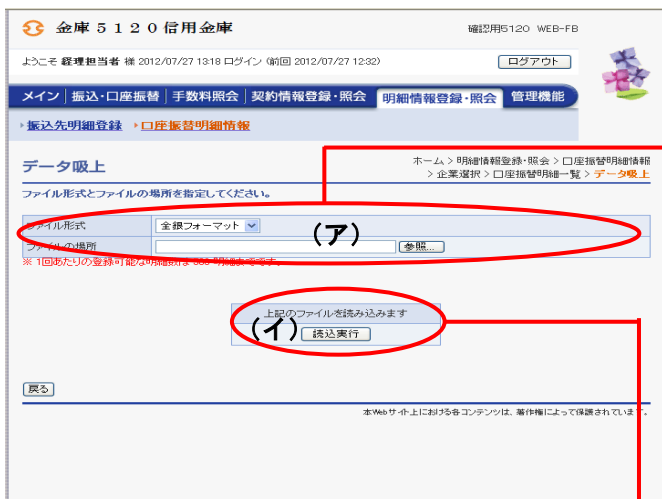 金庫５１２０信用金庫
確認用5120 WEB-FB
ようこそ 経理担当者 様 2012/07/27 13:18 ログイン (前回 2012/07/27 12:32)
ログアウト
メイン 振込・口座振替 手数料照会 契約情報登録・照会 明細情報登録・照会 管理機能
振込先明細登録 口座振替明細情報
データ吸上
ホーム > 明細情報登録・照会 > 口座振替明細情報
> 企業選択 > 口座振替明細一覧 > データ吸上
ファイル形式とファイルの場所を指定してください。
ファイル形式 全銀フォーマット
(ア)
ファイルの場所 参照...
※ 1回あたりの登録可能な明細数は
上記のファイルを読み込みます
(イ) 読込実行
戻る
本Webサイト上における各コンテンツは、著作権によって保護されています。